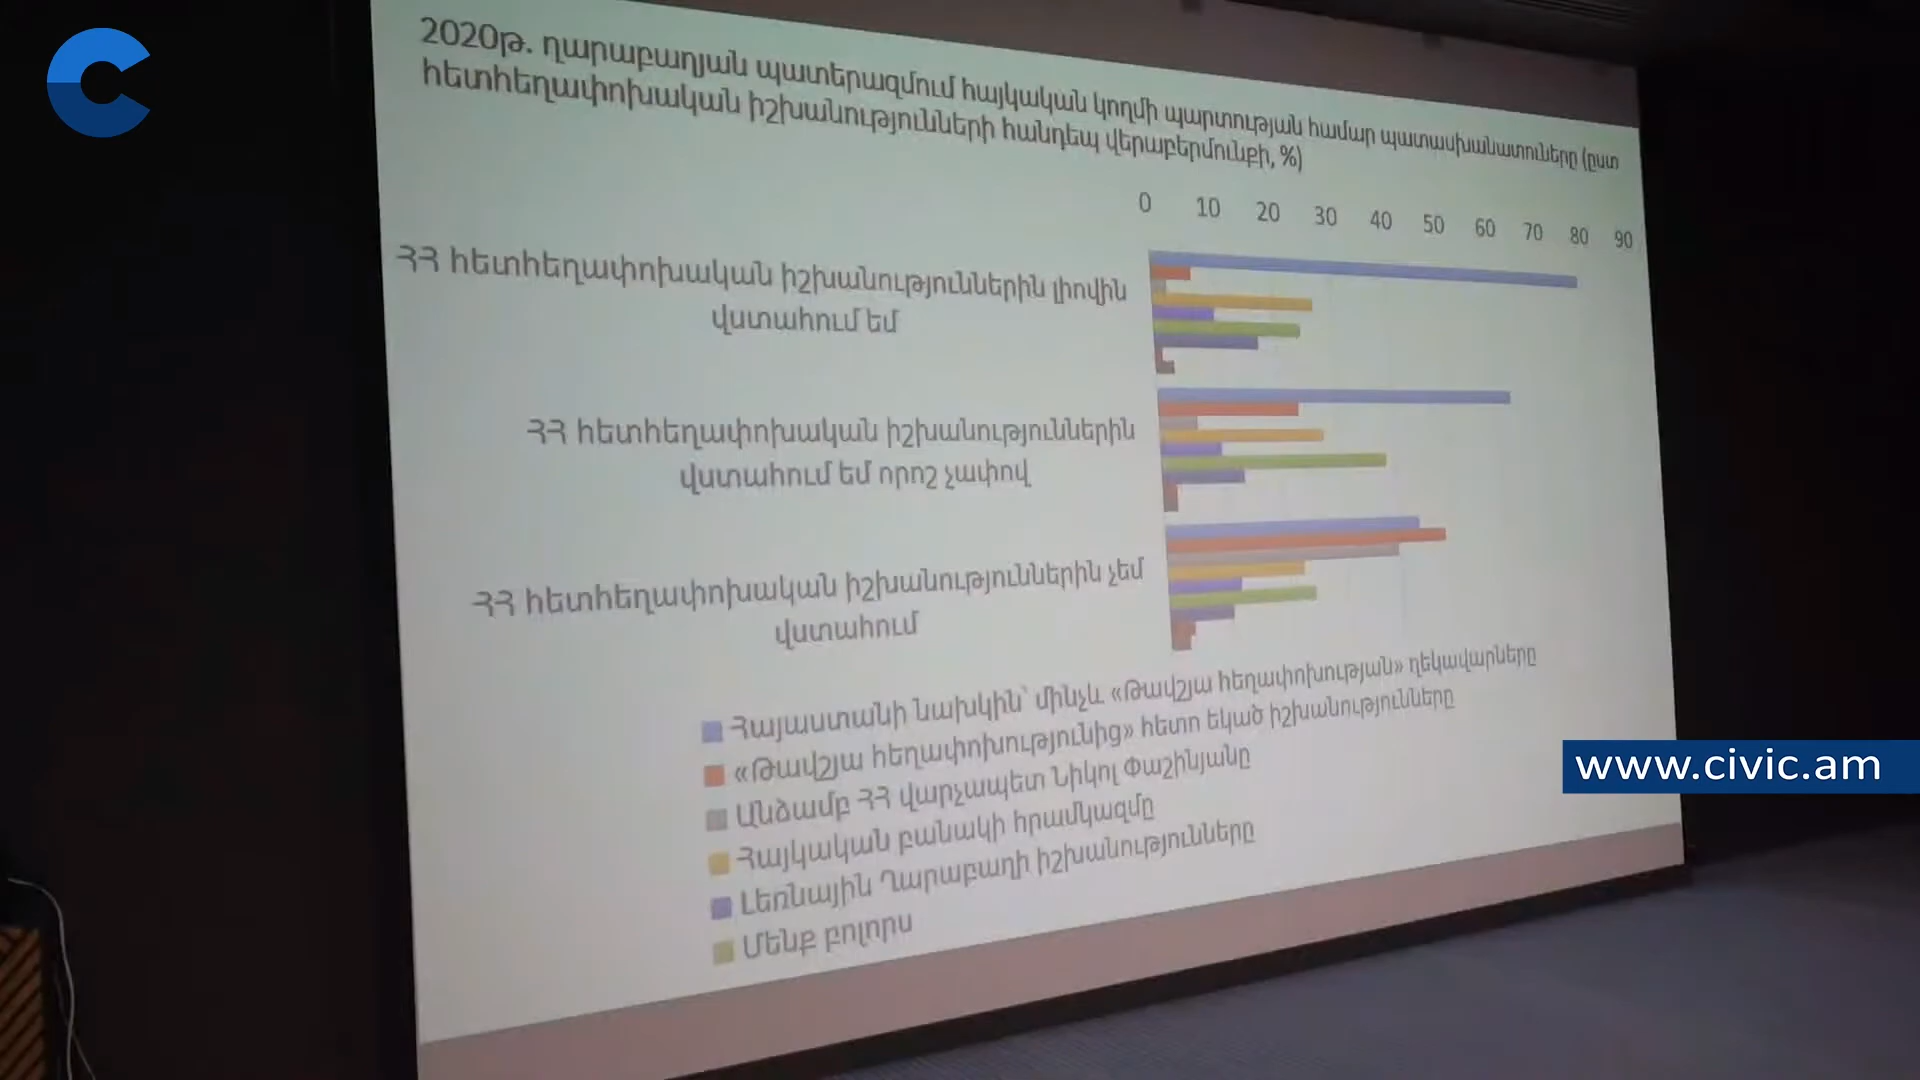 2020թ. ղարաբաղյան պատերազմում հայկական կողմի պարտության համար պատասխանատուները (ըստ
հետհեղափոխական իշխանությունների հանդեպ վերաբերմունքի, %)
0 10 20 30 40 50 60 70 80 90
ՀՀ հետհեղափոխական իշխանություններին լիովին
վստահում եմ
ՀՀ հետհեղափոխական իշխանություններին
վստահում եմ որոշ չափով
ՀՀ հետհեղափոխական իշխանություններին չեմ
վստահում
Հայաստանի նախկին՝ մինչև «Թավշյա հեղափոխության» ղեկավարները
«Թավշյա հեղափոխությունից» հետո եկած իշխանությունները
Անձամբ ՀՀ վարչապետ Նիկոլ Փաշինյանը
Հայկական բանակի հրամկազմը
Լեռնային Ղարաբաղի իշխանությունները
Մենք բոլորս
www.civic.am